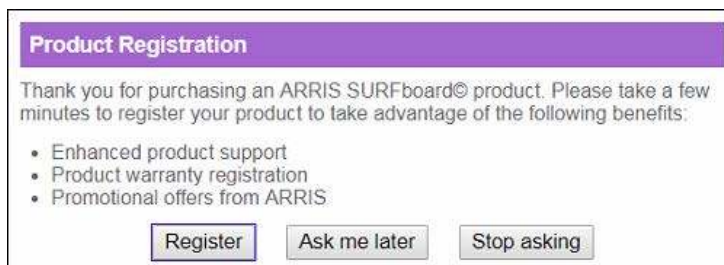 Product Registration
Thank you for purchasing an ARRIS SURFboard© product. Please take a few
minutes to register your product to take advantage of the following benefits:
• Enhanced product support
• Product warranty registration
• Promotional offers from ARRIS
Register Ask me later Stop asking